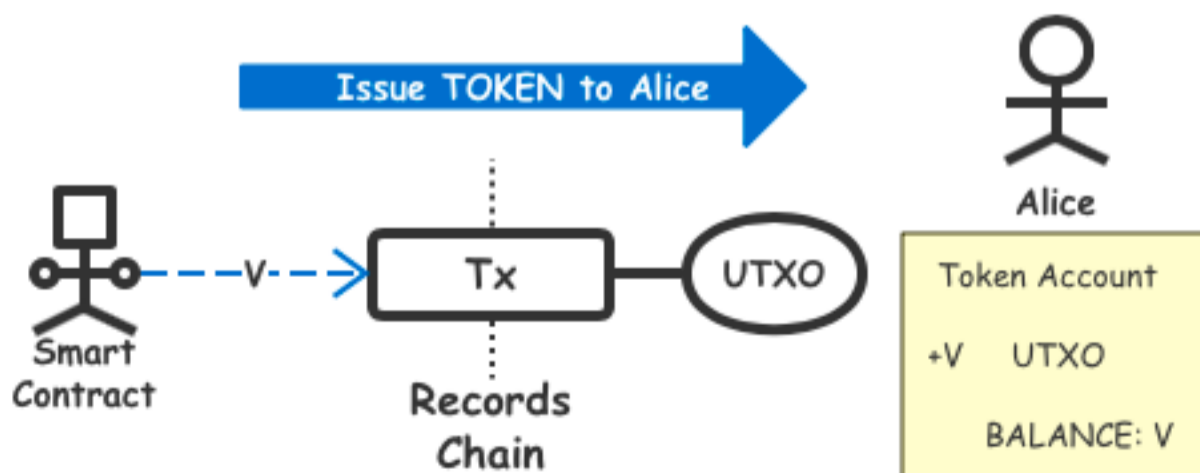 Issue TOKEN to Alice
Alice
Smart
Contract
V
Tx
UTXO
Records
Chain
Token Account
+V UTXO
BALANCE: V